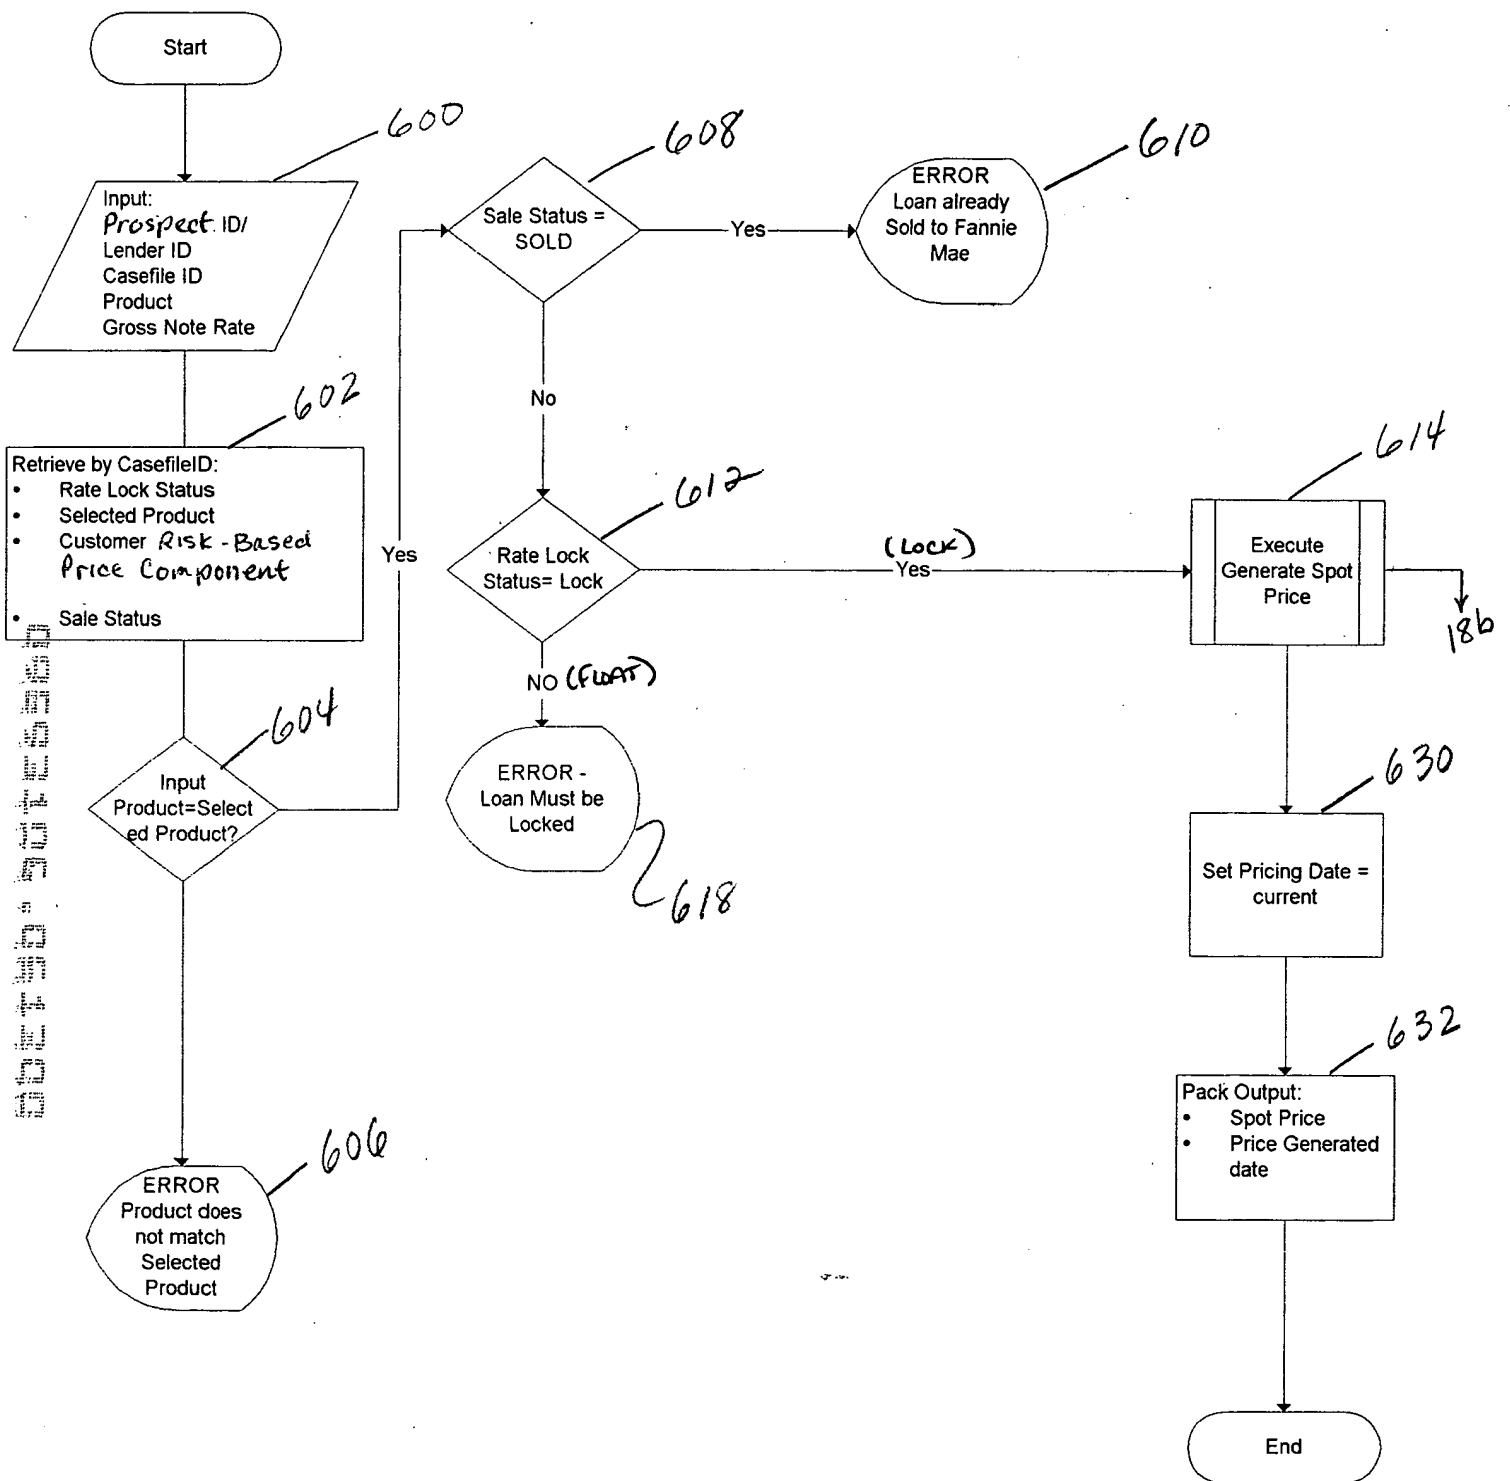 Start
600
Input:
Prospect ID/
Lender ID
Casefile ID
Product
Gross Note Rate
602
Retrieve by CasefileID:
• Rate Lock Status
• Selected Product
• Customer Risk-Based
Price Component
• Sale Status
604
Input
Product=Select
ed Product?
Yes
606
ERROR
Product does
not match
Selected
Product
608
Sale Status =
SOLD
Yes
610
ERROR
Loan already
Sold to Fannie
Mae
No
612
Rate Lock
Status= Lock
(LOCK)
Yes
NO (FLOAT)
ERROR -
Loan Must be
Locked
618
614
Execute
Generate Spot
Price
18b
630
Set Pricing Date =
current
632
Pack Output:
• Spot Price
• Price Generated
date
End